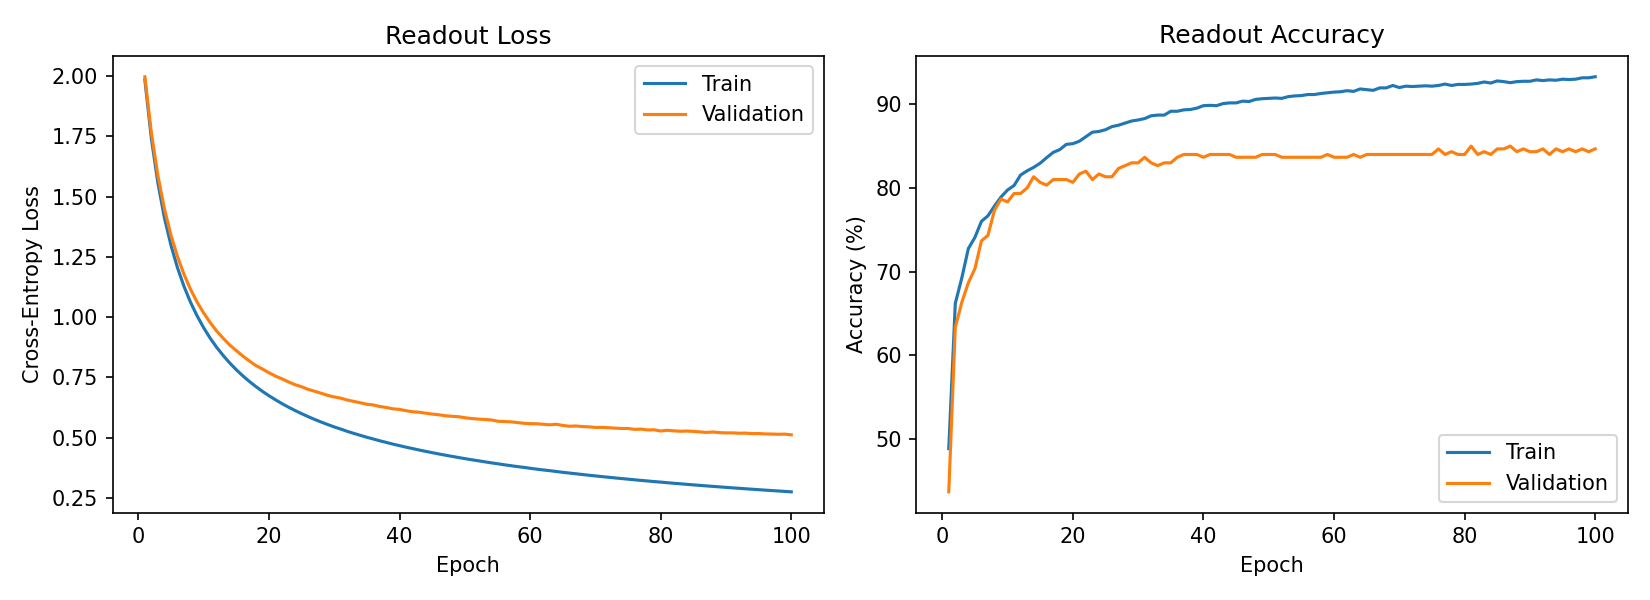 Readout Loss
2.00
1.75
1.50
1.25
1.00
0.75
0.50
0.25
Cross-Entropy Loss
0
20
40
60
80
100
Epoch
Train
Validation
Readout Accuracy
90
80
70
60
50
Accuracy (%)
0
20
40
60
80
100
Epoch
Train
Validation